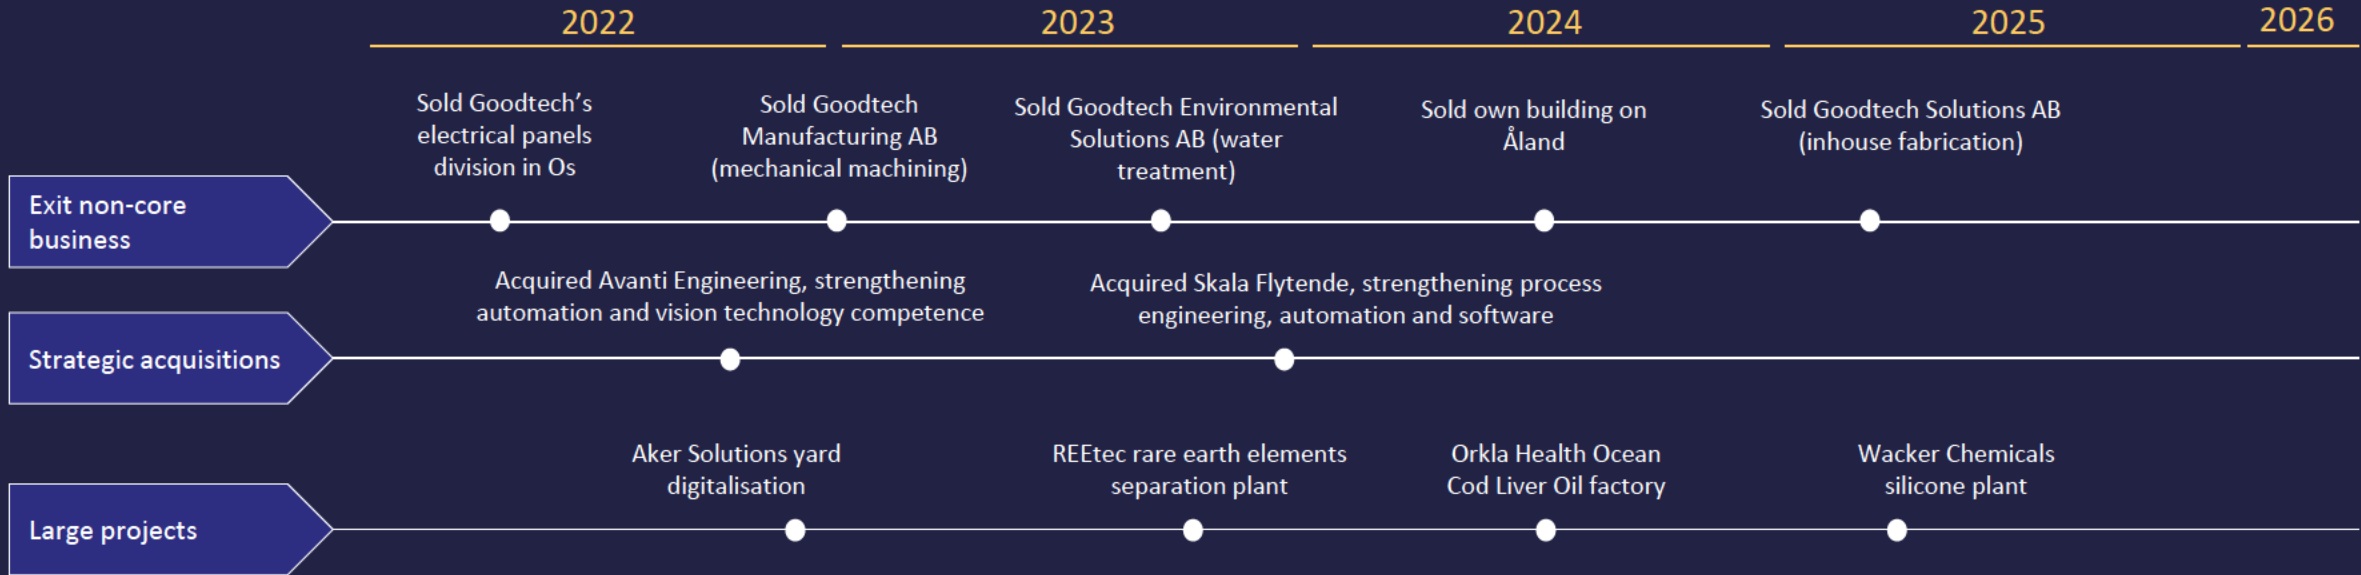 2022
2023
2024
2025
2026
Sold Goodtech’s
electrical panels
division in Os
Sold Goodtech
Manufacturing AB
(mechanical machining)
Sold Goodtech Environmental
Solutions AB (water
treatment)
Sold own building on
Åland
Sold Goodtech Solutions AB
(inhouse fabrication)
Exit non-core
business
Acquired Avanti Engineering, strengthening
automation and vision technology competence
Acquired Skala Flytende, strengthening process
engineering, automation and software
Strategic acquisitions
Aker Solutions yard
digitalisation
REEtec rare earth elements
separation plant
Orkla Health Ocean
Cod Liver Oil factory
Wacker Chemicals
silicone plant
Large projects